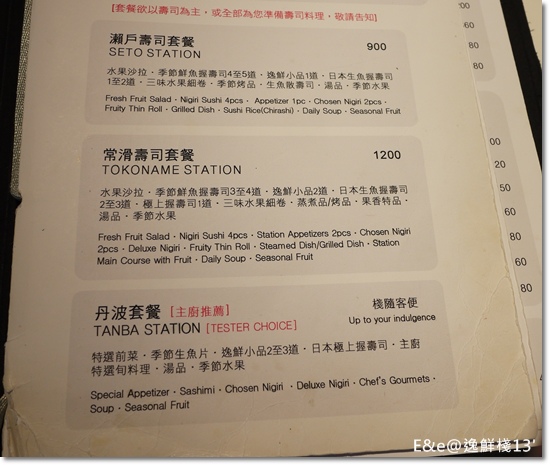 [套餐欲以壽司為主，或全部為您準備壽司料理，敬請告知]
瀨戶壽司套餐 900
SETO STATION
水果沙拉・季節鮮魚握壽司4至5道・逸鮮小品1道・日本生魚握壽司
1至2道・三味水果細卷・季節烤品・生魚散壽司・湯品・季節水果
Fresh Fruit Salad・Nigiri Sushi 4pcs・Appetizer 1pc・Chosen Nigiri 2pcs・
Fruity Thin Roll・Grilled Dish・Sushi Rice(Chirashi)・Daily Soup・Seasonal Fruit
常滑壽司套餐 1200
TOKONAME STATION
水果沙拉・季節鮮魚握壽司3至4道・逸鮮小品2道・日本生魚握壽司
2至3道・極上握壽司1道・三味水果細卷・蒸煮品/烤品・果香特品・
湯品・季節水果
Fresh Fruit Salad・Nigiri Sushi 4pcs・Station Appetizers 2pcs・Chosen Nigiri
2pcs・Deluxe Nigiri・Fruity Thin Roll・Steamed Dish/Grilled Dish・Station
Main Course with Fruit・Daily Soup・Seasonal Fruit
丹波套餐 [主廚推薦] 棧隨客便
TANBA STATION [TESTER CHOICE] Up to your indulgence
特選前菜・季節生魚片・逸鮮小品2至3道・日本極上握壽司・主廚
特選旬料理・湯品・季節水果
Special Appetizer・Sashimi・Chosen Nigiri・Deluxe Nigiri・Chef's Gourmets・
Soup・Seasonal Fruit
60
80
00
20
50
60
80
60
80
E&e@逸鮮棧13'